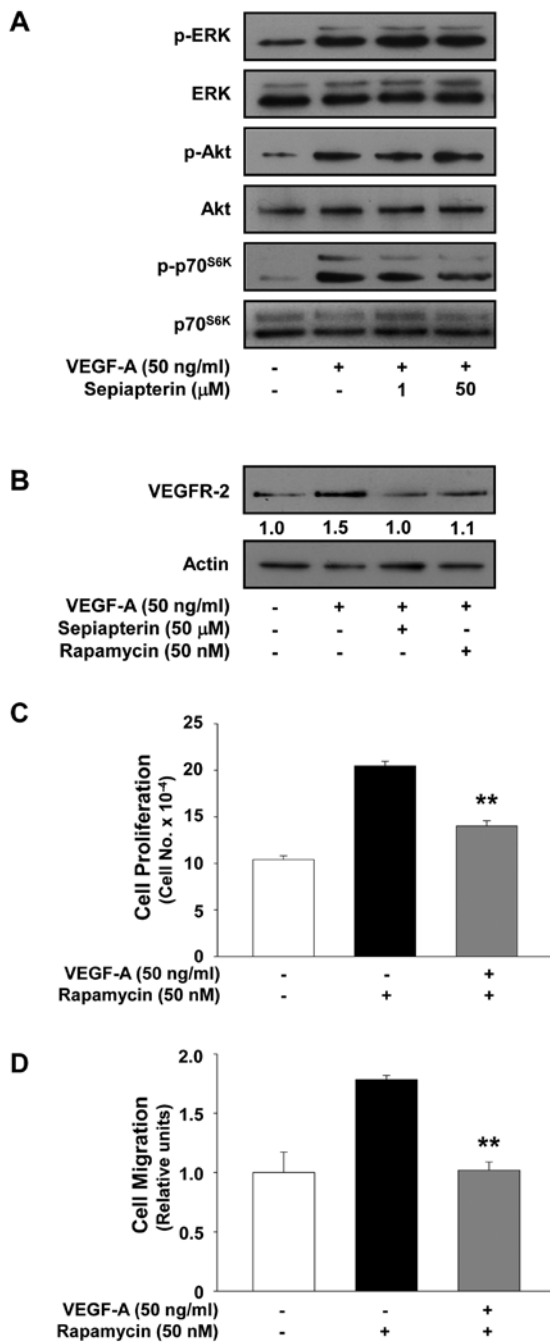 A
p-ERK
ERK
p-Akt
Akt
p-p70S6K
p70S6K
VEGF-A (50 ng/ml) - + + +
Sepiapterin (μM) - - 1 50
B
VEGFR-2
1.0 1.5 1.0 1.1
Actin
VEGF-A (50 ng/ml) - + + +
Sepiapterin (50 μM) - - + -
Rapamycin (50 nM) - - - +
C
Cell Proliferation
(Cell No. x 10-4)
25
20
15
10
5
0
**
VEGF-A (50 ng/ml) - - +
Rapamycin (50 nM) - + +
D
Cell Migration
(Relative units)
2.0
1.5
1.0
0.5
0
**
VEGF-A (50 ng/ml) - - +
Rapamycin (50 nM) - + +